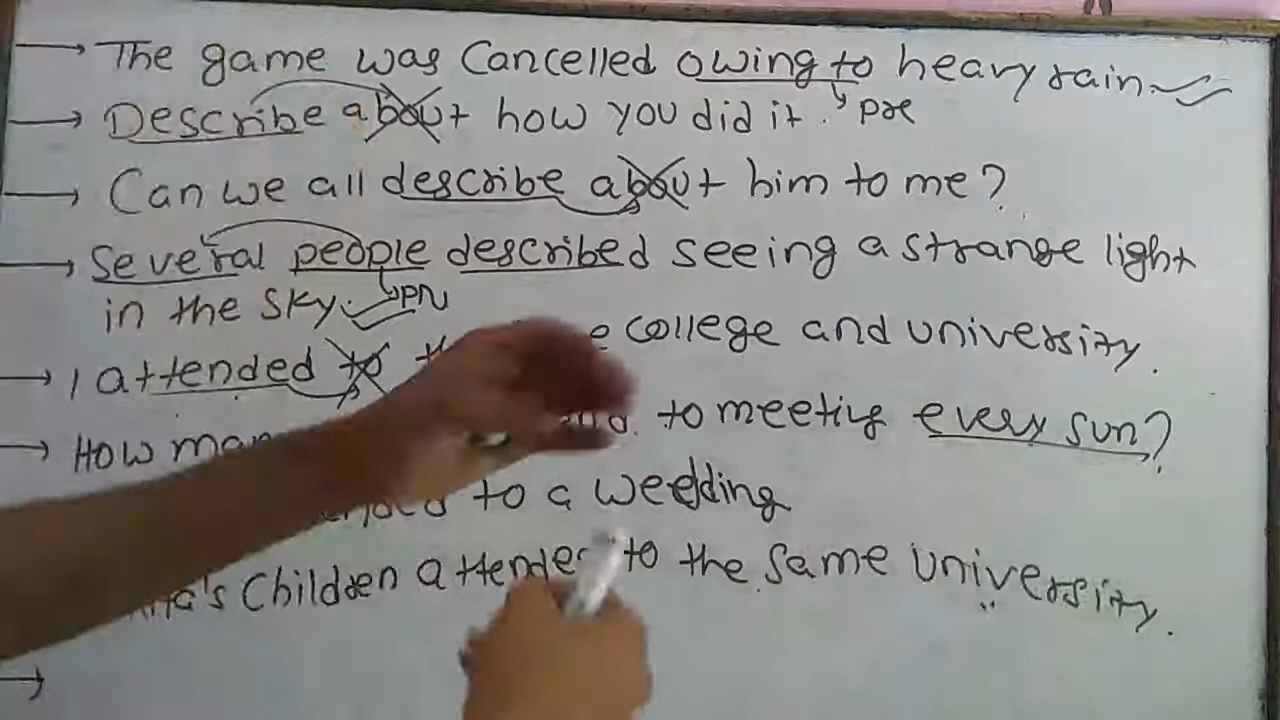 → The game was Cancelled owing to heavy rain
→ Describe about how you did it. pre
→ Can we all describe about him to me?
→ Several people described seeing a strange light
in the sky. PN
→ I attended to college and university.
→ How to meeting every sun?
to a wedding
's Children attended to the same university.
→